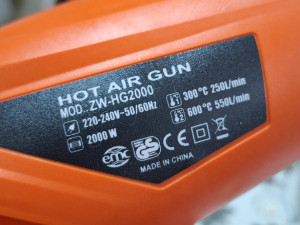 HOT AIR GUN
MOD.:ZW-HG2000
220-240V~50/60Hz
2000 W
300°C 250L/min
600°C 550L/min
emc
CE
MADE IN CHINA